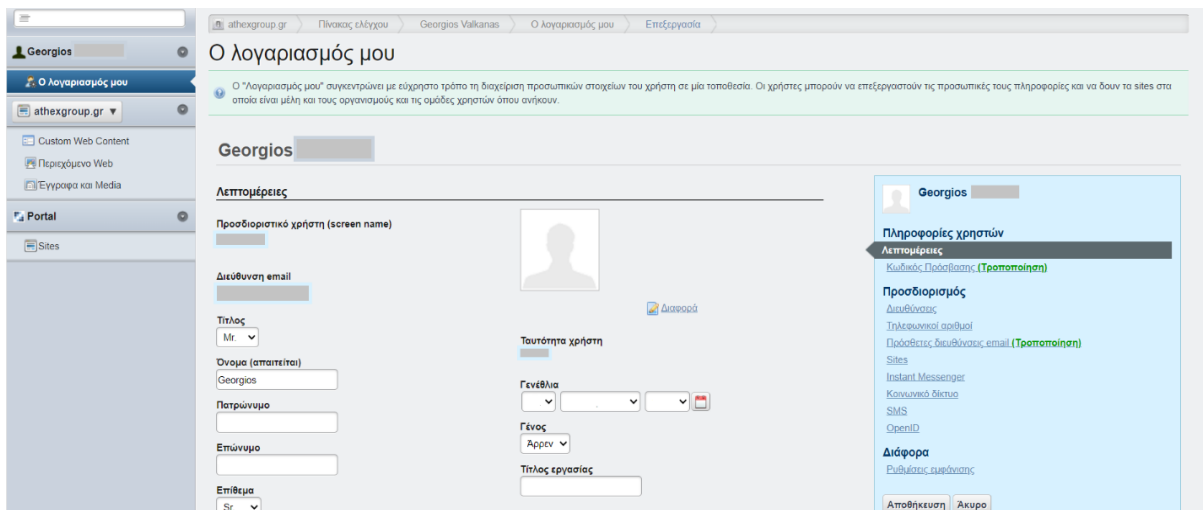 athexgroup.gr Πίνακας ελέγχου Georgios Valkanas Ο λογαριασμός μου Επεξεργασία
Georgios
Ο λογαριασμός μου
athexgroup.gr ▼
Custom Web Content
Περιεχόμενο Web
Έγγραφα και Media
Portal
Sites
Ο λογαριασμός μου
Ο "Λογαριασμός μου" συγκεντρώνει με εύχρηστο τρόπο τη διαχείριση προσωπικών στοιχείων του χρήστη σε μία τοποθεσία. Οι χρήστες μπορούν να επεξεργαστούν τις προσωπικές τους πληροφορίες και να δουν τα sites στα
οποία είναι μέλη και τους οργανισμούς και τις ομάδες χρηστών όπου ανήκουν.
Georgios
Λεπτομέρειες
Προσδιοριστικό χρήστη (screen name)
Διεύθυνση email
Τίτλος
Mr.
Όνομα (απαιτείται)
Georgios
Πατρώνυμο
Επώνυμο
Επίθεμα
Sr.
Διαφορά
Ταυτότητα χρήστη
Γενέθλια
Γένος
Άρρεν
Τίτλος εργασίας
Georgios
Πληροφορίες χρηστών
Λεπτομέρειες
Κωδικός Πρόσβασης (Τροποποίηση)
Προσδιορισμός
Διευθύνσεις
Τηλεφωνικοί αριθμοί
Πρόσθετες διευθύνσεις email (Τροποποίηση)
Sites
Instant Messenger
Κοινωνικό δίκτυο
SMS
OpenID
Διάφορα
Ρυθμίσεις εμφάνισης
Αποθήκευση Άκυρο